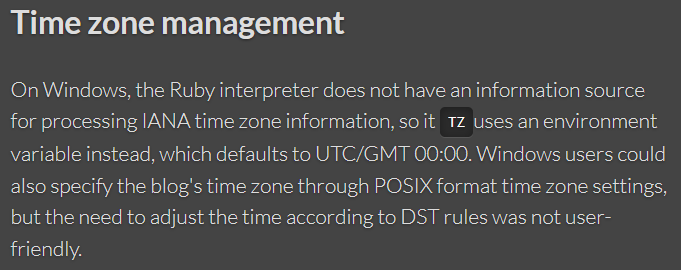 Time zone management
On Windows, the Ruby interpreter does not have an information source
for processing IANA time zone information, so it TZ uses an environment
variable instead, which defaults to UTC/GMT 00:00. Windows users could
also specify the blog's time zone through POSIX format time zone settings,
but the need to adjust the time according to DST rules was not user-
friendly.